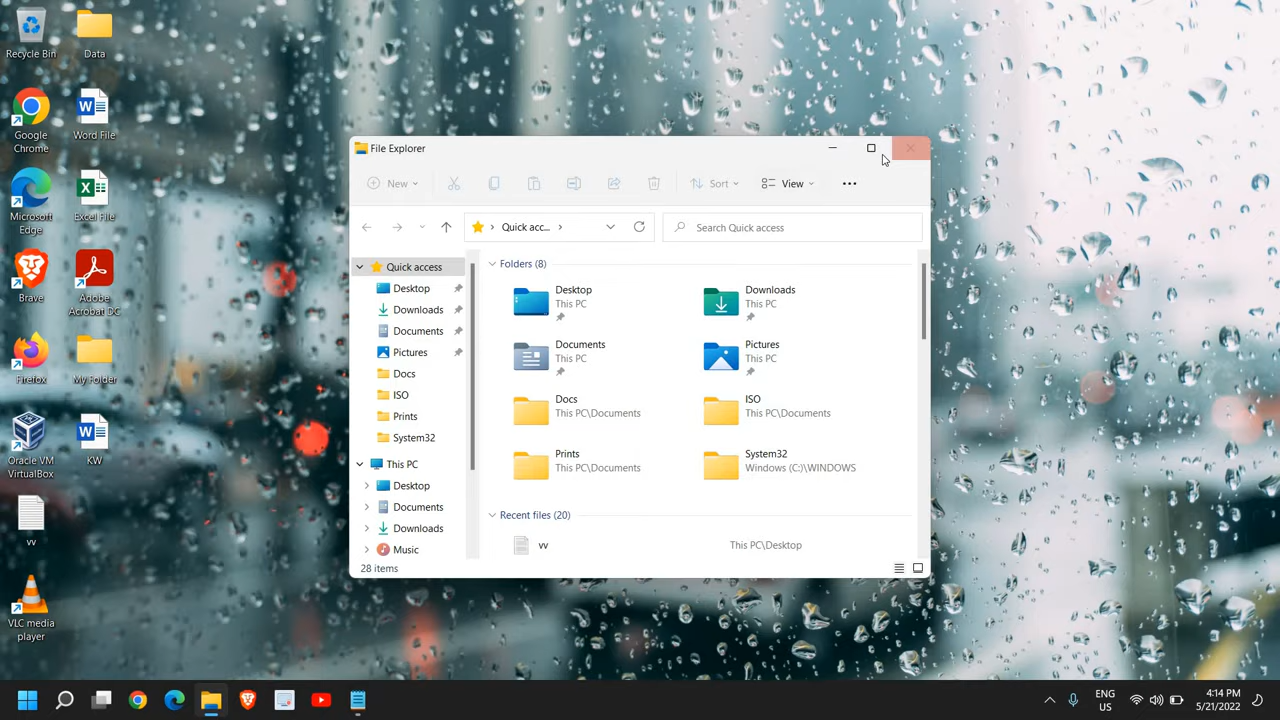 Recycle Bin
Data
Google
Chrome
Word File
Microsoft
Edge
Excel File
Brave
Adobe
Acrobat DC
Firefox
My Folder
Oracle VM
VirtualBox
KW
vv
VLC media
player
File Explorer
New
Sort
View
Quick acc...
Search Quick access
Quick access
Desktop
Downloads
Documents
Pictures
Docs
ISO
Prints
System32
This PC
Desktop
Documents
Downloads
Music
Folders (8)
Desktop
This PC
Downloads
This PC
Documents
This PC
Pictures
This PC
Docs
This PC\Documents
ISO
This PC\Documents
Prints
This PC\Documents
System32
Windows (C:)\WINDOWS
Recent files (20)
vv This PC\Desktop
28 items
ENG
US
4:14 PM
5/21/2022